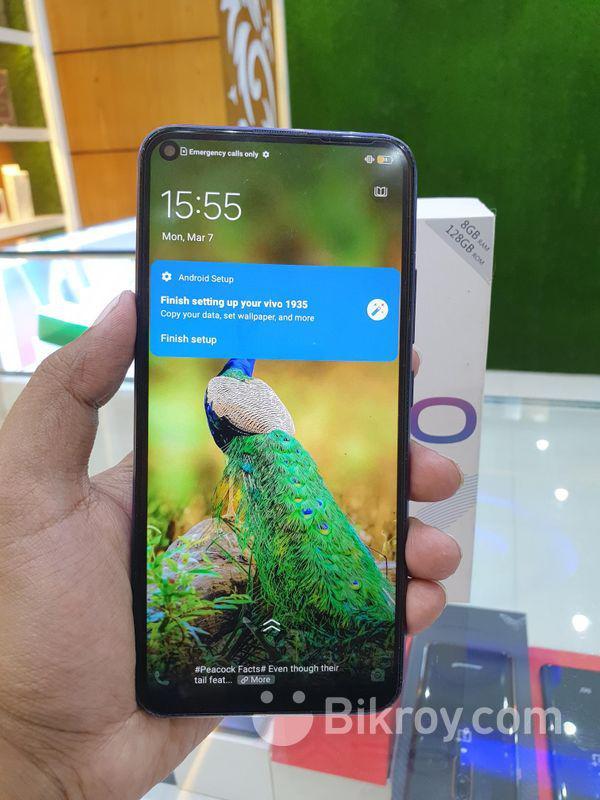 Emergency calls only
15:55
Mon, Mar 7
Android Setup
Finish setting up your vivo 1935
Copy your data, set wallpaper, and more
Finish setup
#Peacock Facts# Even though their
tail feat... More
8GB RAM
128GB ROM
Bikroy.com